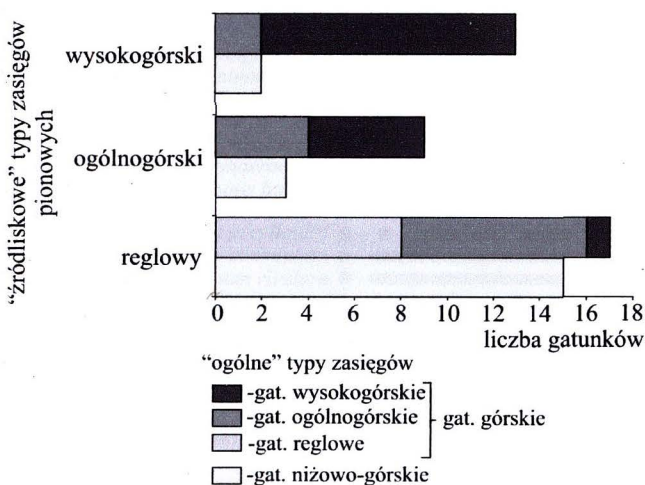 "źródliskowe" typy zasięgów
pionowych
wysokogórski
ogólnogórski
reglowy
0 2 4 6 8 10 12 14 16 18
liczba gatunków
"ogólne" typy zasięgów
-gat. wysokogórskie
-gat. ogólnogórskie
-gat. reglowe
gat. górskie
-gat. niżowo-górskie